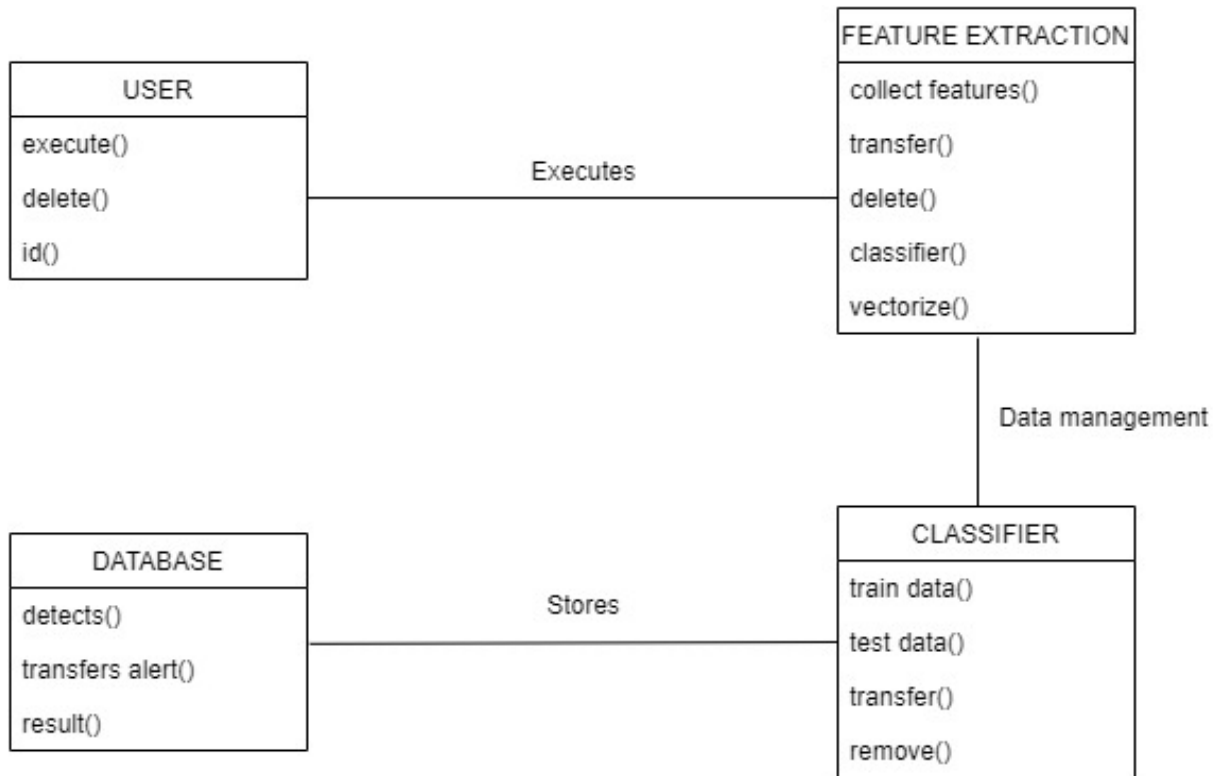 USER
execute()
delete()
id()
Executes
FEATURE EXTRACTION
collect features()
transfer()
delete()
classifier()
vectorize()
Data management
DATABASE
detects()
transfers alert()
result()
Stores
CLASSIFIER
train data()
test data()
transfer()
remove()